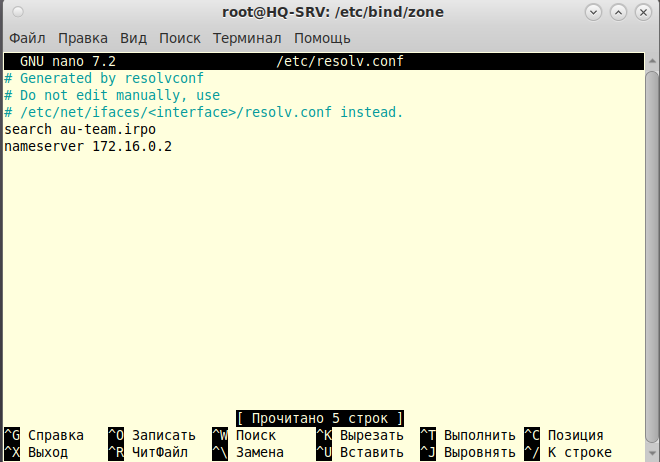 root@HQ-SRV: /etc/bind/zone
Файл Правка Вид Поиск Терминал Помощь
GNU nano 7.2 /etc/resolv.conf
# Generated by resolvconf
# Do not edit manually, use
# /etc/net/ifaces/<interface>/resolv.conf instead.
search au-team.irpo
nameserver 172.16.0.2
[ Прочитано 5 строк ]
^G Справка ^O Записать ^W Поиск ^K Вырезать ^T Выполнить ^C Позиция
^X Выход ^R ЧитФайл ^\ Замена ^U Вставить ^J Выровнять ^/ К строке